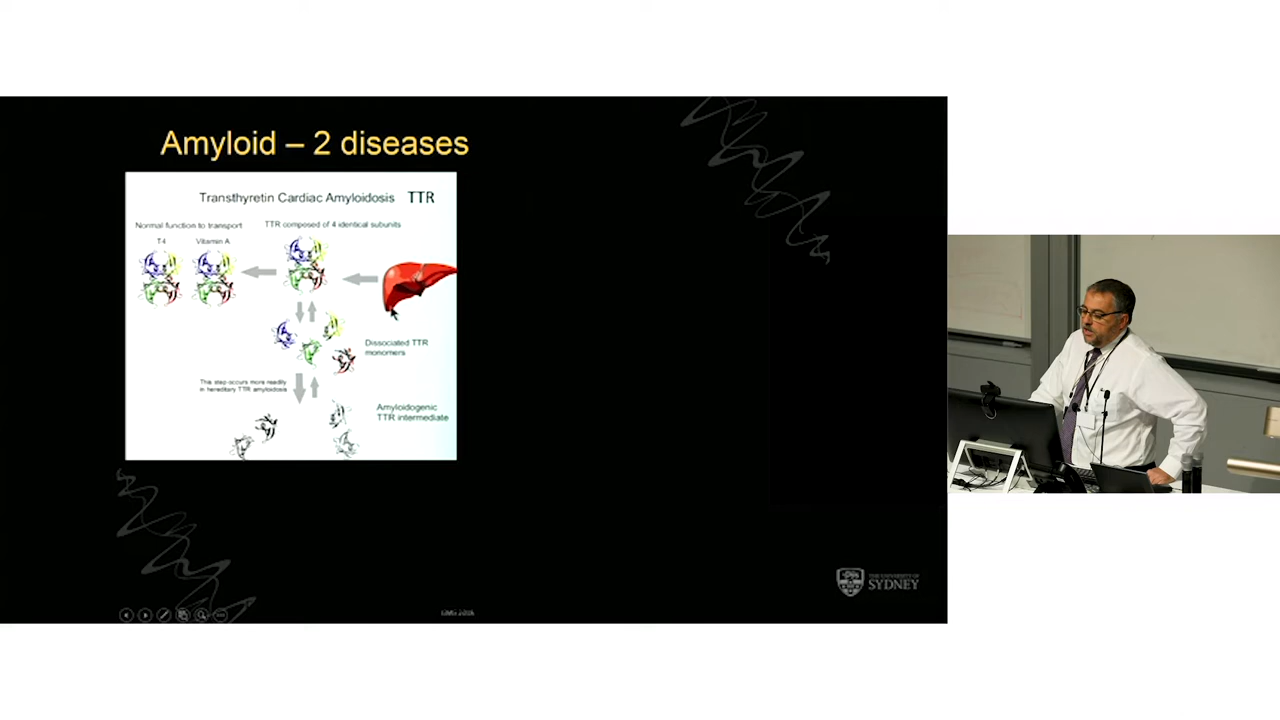 Amyloid – 2 diseases
Transthyretin Cardiac Amyloidosis TTR
Normal function to transport
TTR composed of 4 identical subunits
T4 Vitamin A
Dissociated TTR
monomers
This step occurs more readily
in hereditary TTR amyloidosis
Amyloidogenic
TTR intermediate
THE UNIVERSITY OF
SYDNEY